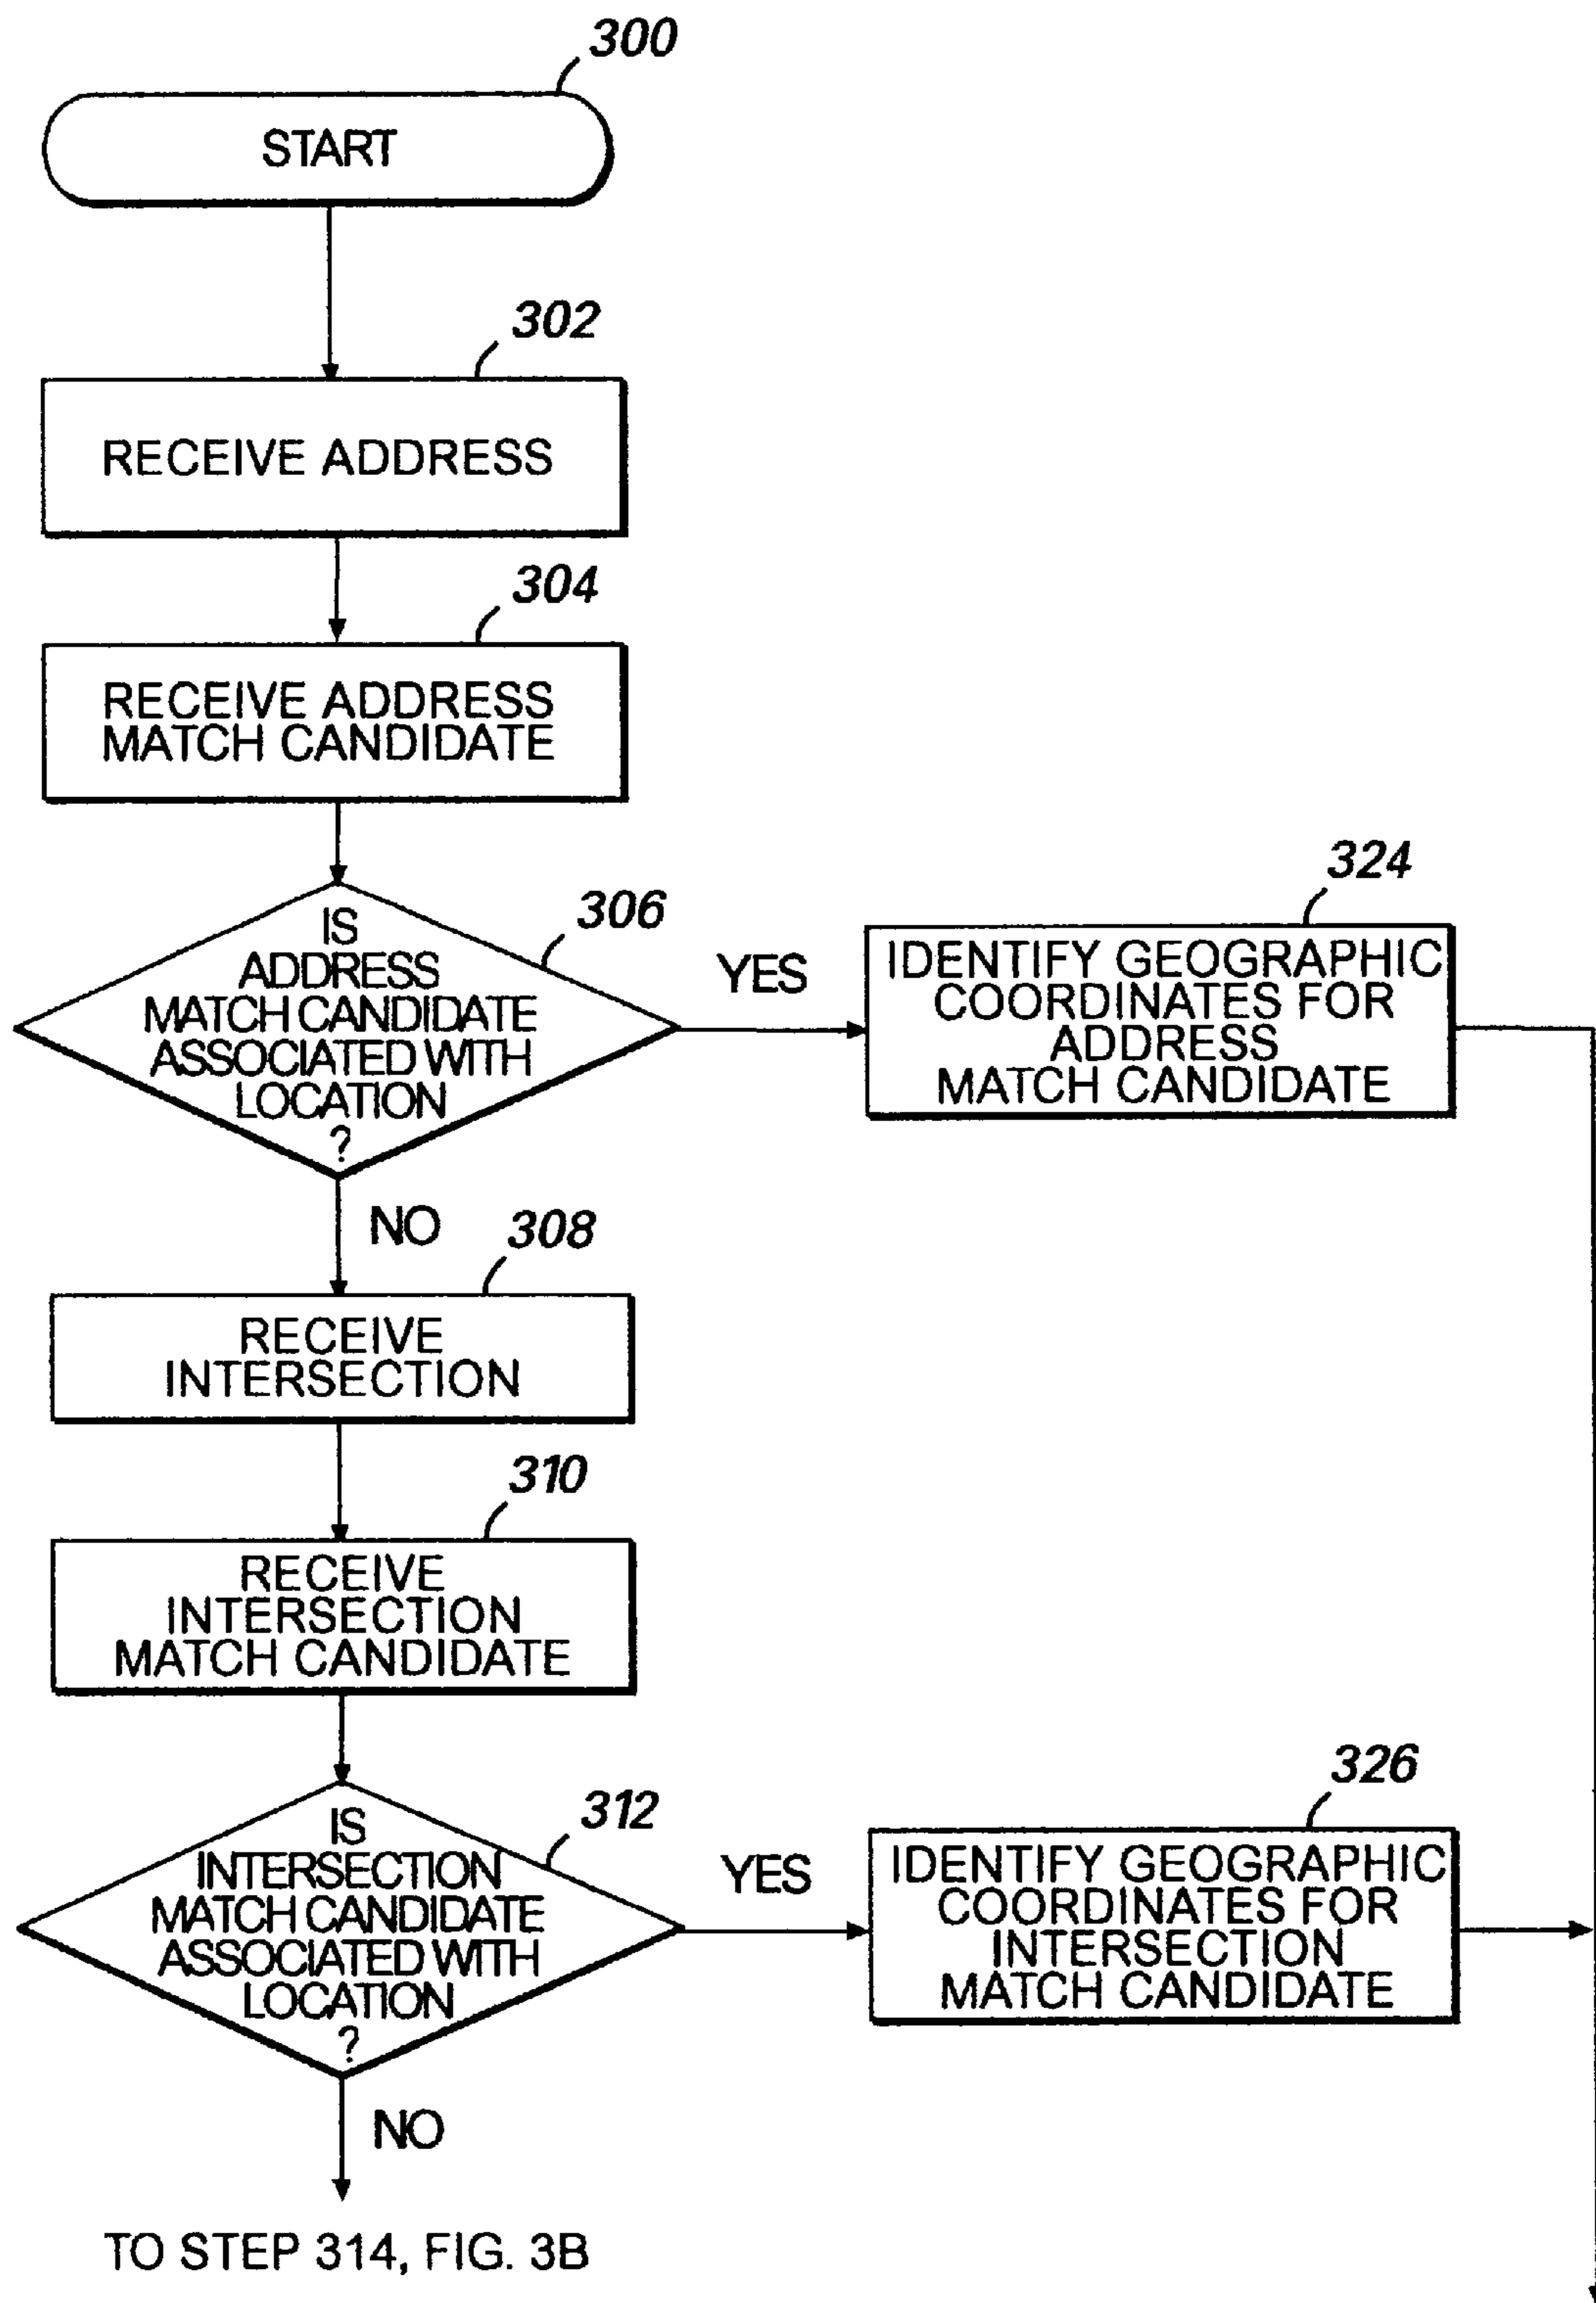 300
START
302
RECEIVE ADDRESS
304
RECEIVE ADDRESS
MATCH CANDIDATE
306
IS
ADDRESS
MATCH CANDIDATE
ASSOCIATED WITH
LOCATION
?
YES
324
IDENTIFY GEOGRAPHIC
COORDINATES FOR
ADDRESS
MATCH CANDIDATE
NO
308
RECEIVE
INTERSECTION
310
RECEIVE
INTERSECTION
MATCH CANDIDATE
312
IS
INTERSECTION
MATCH CANDIDATE
ASSOCIATED WITH
LOCATION
?
YES
326
IDENTIFY GEOGRAPHIC
COORDINATES FOR
INTERSECTION
MATCH CANDIDATE
NO
TO STEP 314, FIG. 3B